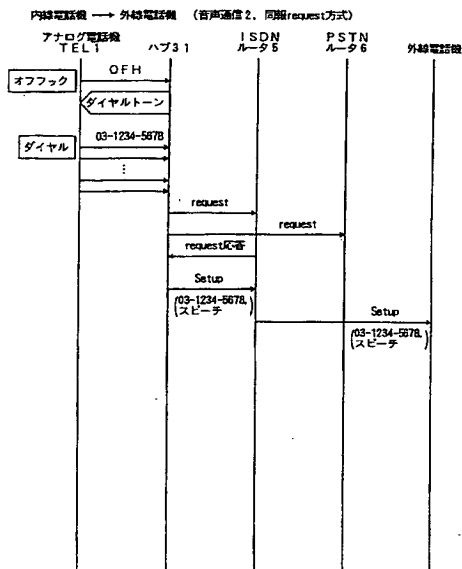 内線電話機 → 外線電話機 (音声通信2、同報request方式)
アナログ電話機 ISDN PSTN
TEL1 ハブ31 ルータ5 ルータ6 外線電話機
オフフック OFH
ダイヤルトーン
ダイヤル 03-1234-5678
⋮
request
request
request応答
Setup
(03-1234-5678, スピーチ) Setup
(03-1234-5678, スピーチ)